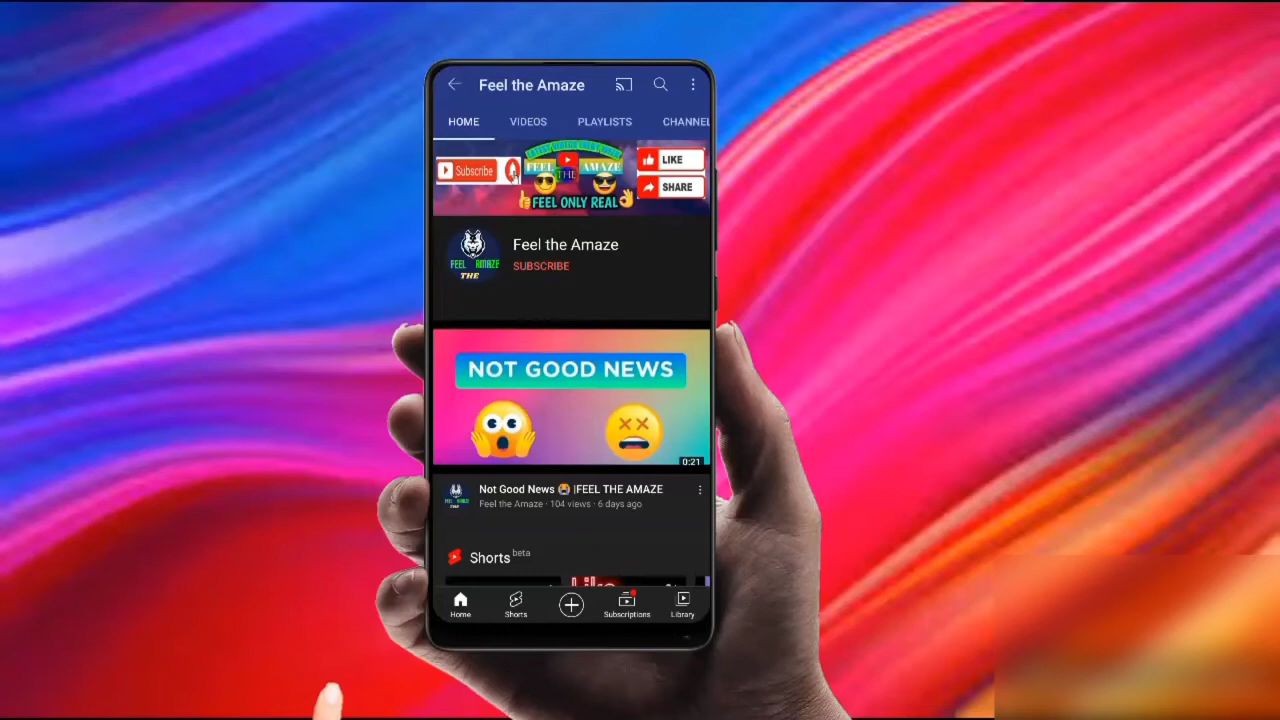 Feel the Amaze
HOME VIDEOS PLAYLISTS CHANNEL
Subscribe
FEEL THE AMAZE
FEEL ONLY REAL
LIKE
SHARE
FEEL AMAZE
THE
Feel the Amaze
SUBSCRIBE
NOT GOOD NEWS
0:21
Not Good News 😭 |FEEL THE AMAZE
Feel the Amaze · 104 views · 6 days ago
Shorts beta
Home Shorts Subscriptions Library